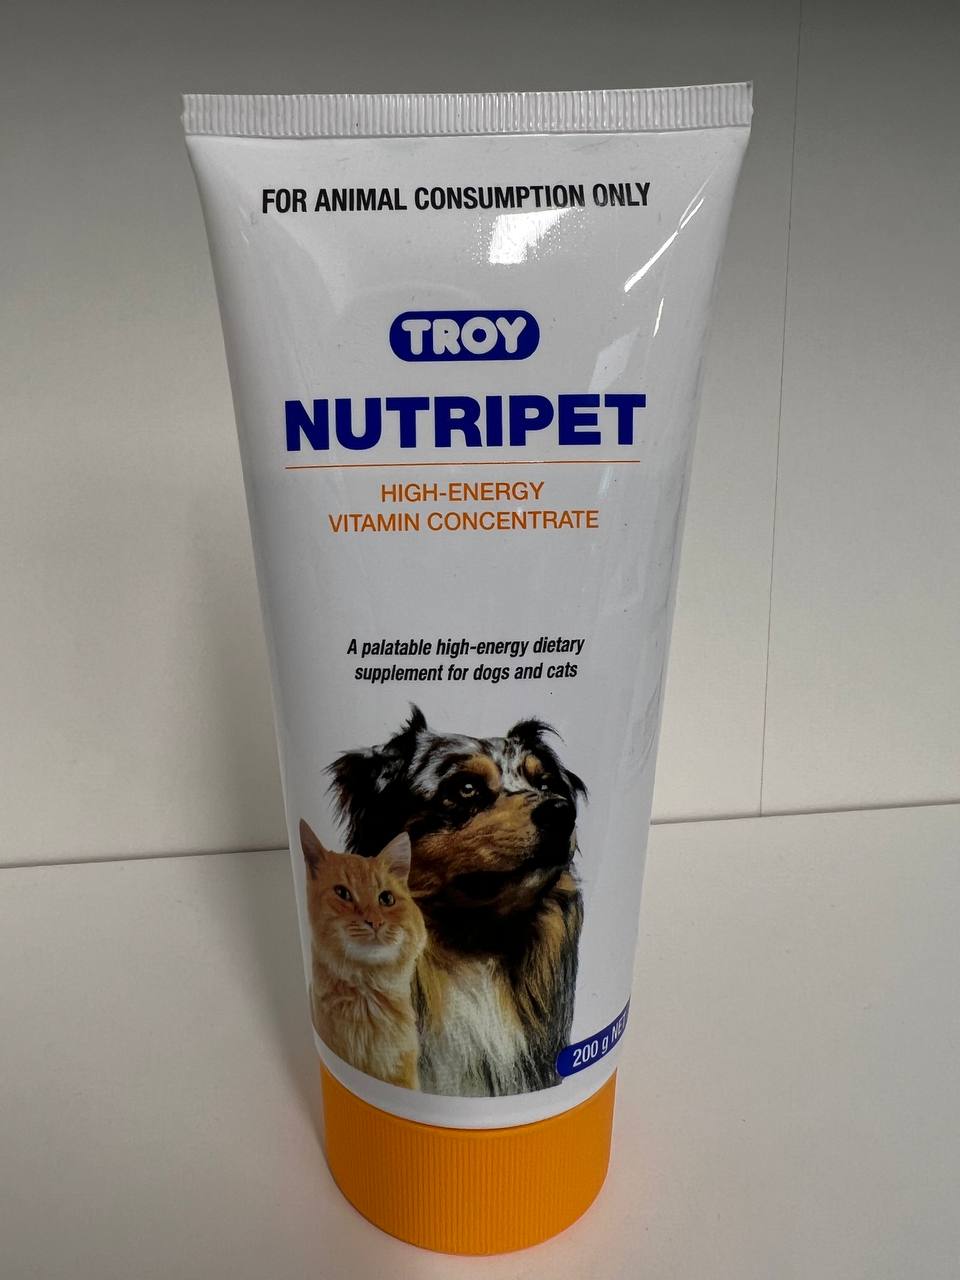 FOR ANIMAL CONSUMPTION ONLY
TROY
NUTRIPET
HIGH-ENERGY
VITAMIN CONCENTRATE
A palatable high-energy dietary
supplement for dogs and cats
200 g NET